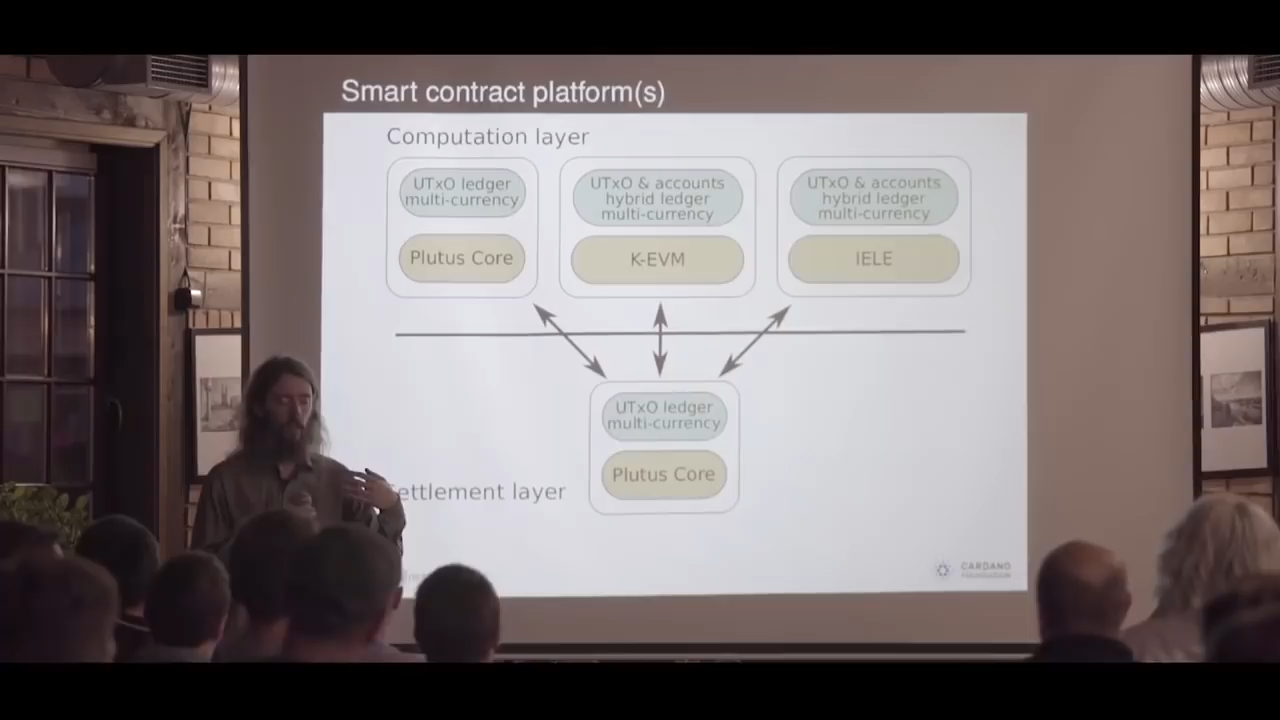 Smart contract platform(s)
Computation layer
UTxO ledger
multi-currency
Plutus Core
UTxO & accounts
hybrid ledger
multi-currency
K-EVM
UTxO & accounts
hybrid ledger
multi-currency
IELE
UTxO ledger
multi-currency
Plutus Core
ettlement layer
CARDANO
FOUNDATION